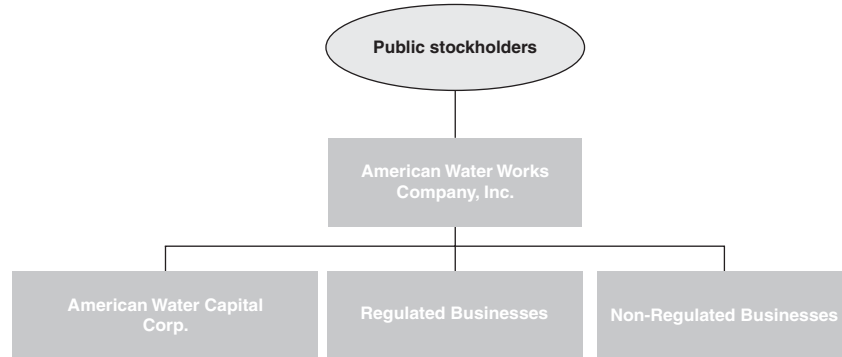 Public stockholders
American Water Works
Company, Inc.
American Water Capital
Corp.
Regulated Businesses
Non-Regulated Businesses